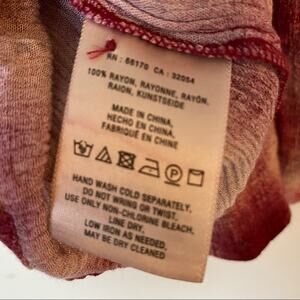 RN : 66170 CA : 32054
100% RAYON, RAYONNE, RAYÓN,
RAION, KUNSTSEIDE
MADE IN CHINA
HECHO EN CHINA
FABRIQUÉ EN CHINE
HAND WASH COLD SEPARATELY,
DO NOT WRING OR TWIST,
USE ONLY NON-CHLORINE BLEACH.
LINE DRY,
LOW IRON AS NEEDED,
MAY BE DRY CLEANED